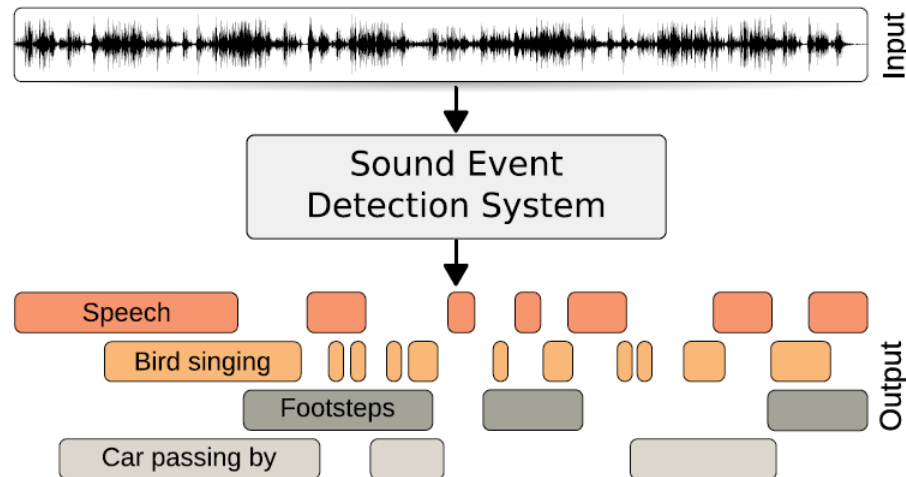 Input
Sound Event
Detection System
Speech
Bird singing
Footsteps
Car passing by
Output